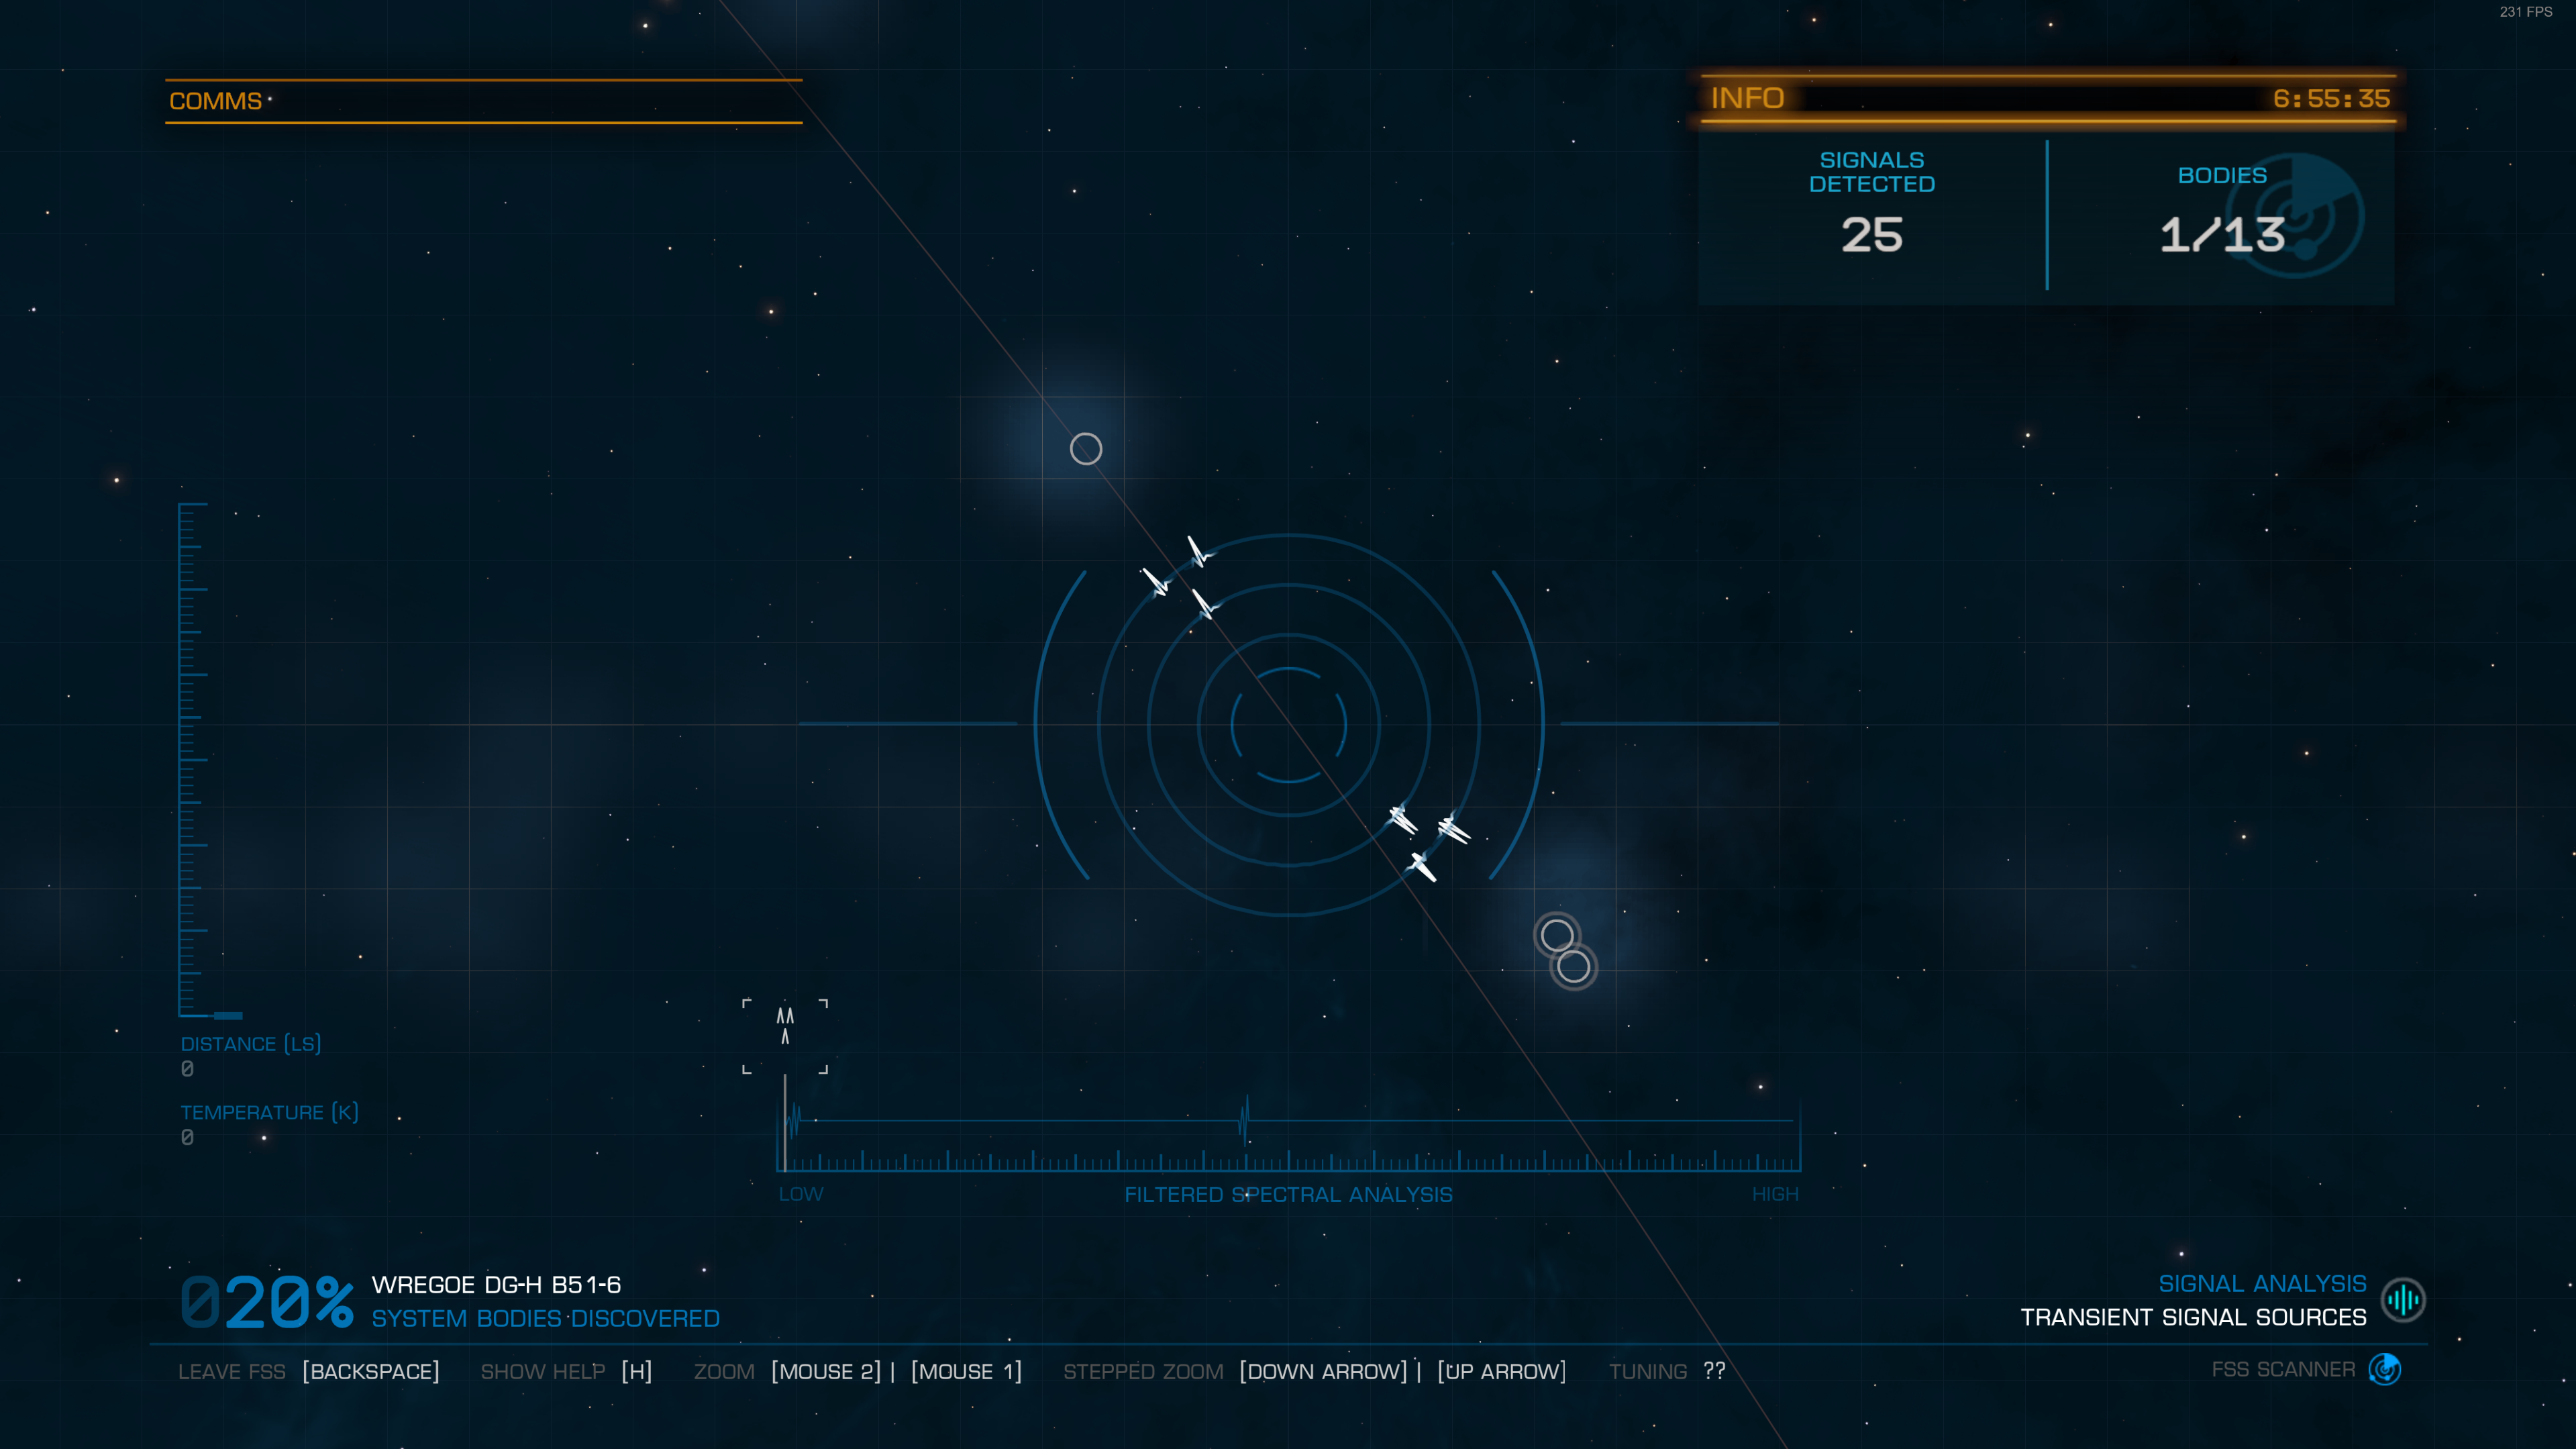 231 FPS
COMMS
INFO 6:55:35
SIGNALS
DETECTED
25
BODIES
1/13
DISTANCE (LS)
0
TEMPERATURE (K)
0
LOW
FILTERED SPECTRAL ANALYSIS
HIGH
020%
WREGOE DG-H B51-6
SYSTEM BODIES DISCOVERED
SIGNAL ANALYSIS
TRANSIENT SIGNAL SOURCES
LEAVE FSS [BACKSPACE] SHOW HELP [H] ZOOM [MOUSE 2] | [MOUSE 1] STEPPED ZOOM [DOWN ARROW] | [UP ARROW] TUNING ??
FSS SCANNER